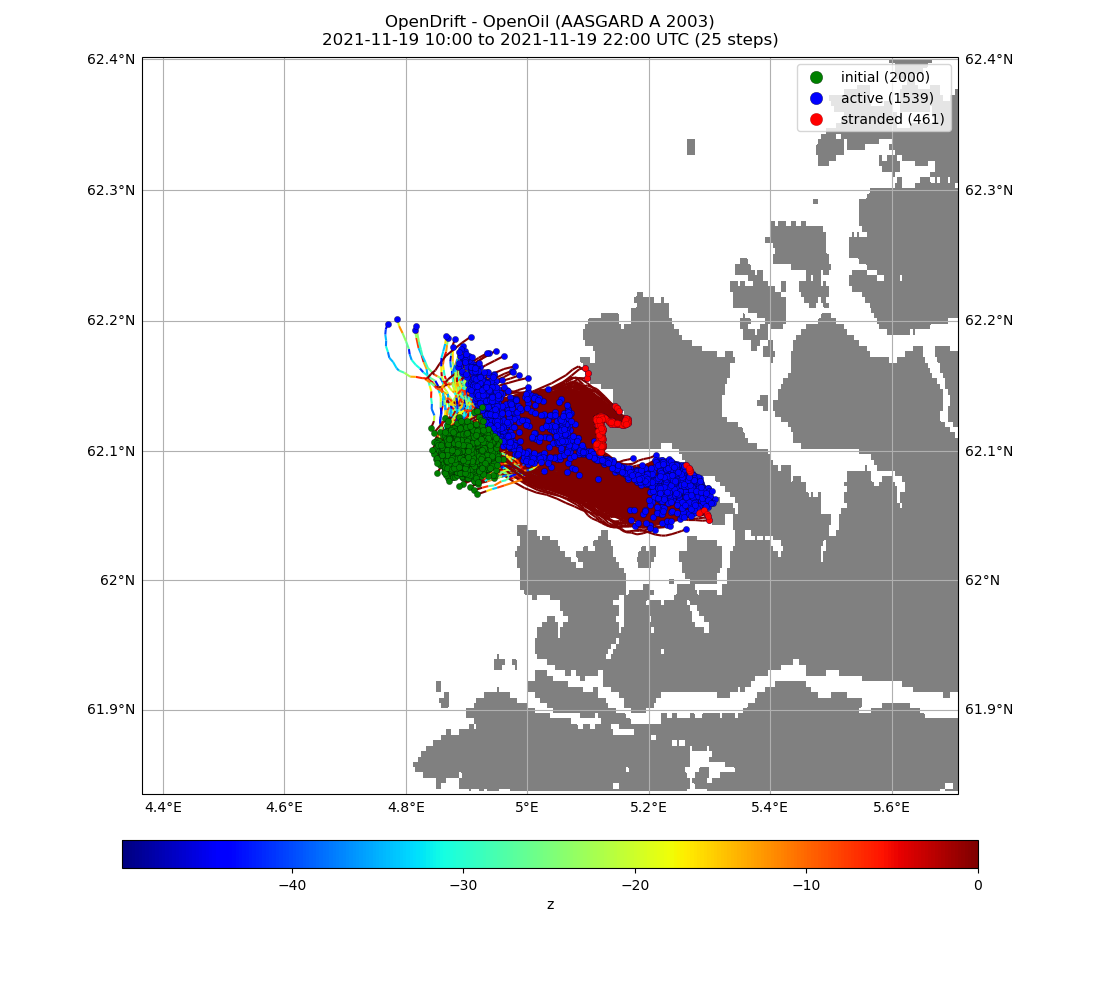 OpenDrift - OpenOil (AASGARD A 2003)
2021-11-19 10:00 to 2021-11-19 22:00 UTC (25 steps)
62.4°N 62.4°N
initial (2000)
active (1539)
stranded (461)
62.3°N 62.3°N
62.2°N 62.2°N
62.1°N 62.1°N
62°N 62°N
61.9°N 61.9°N
4.4°E 4.6°E 4.8°E 5°E 5.2°E 5.4°E 5.6°E
−40 −30 −20 −10 0
z